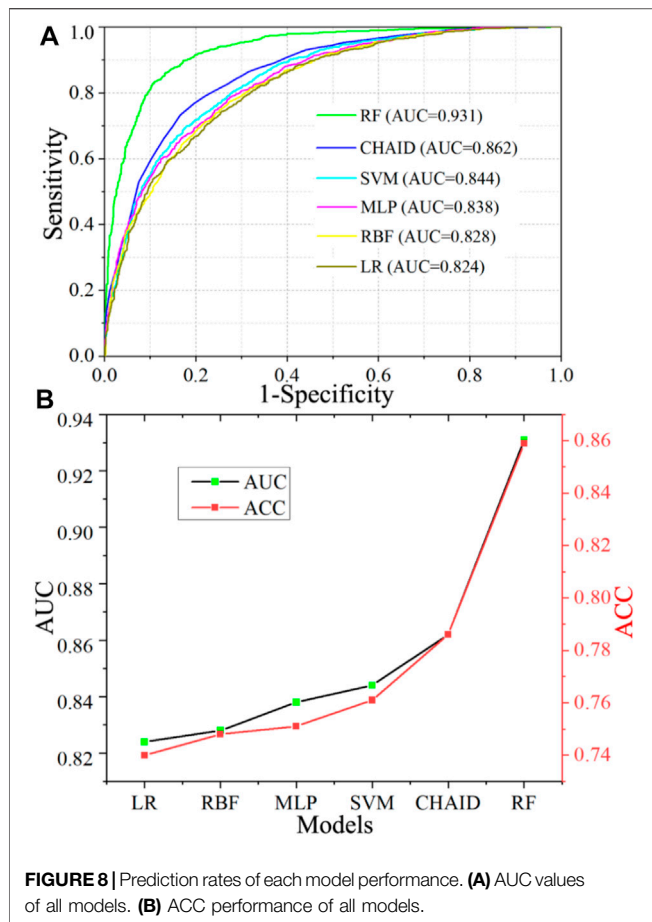 A
1.0
0.8
0.6
0.4
0.2
0.0
Sensitivity
RF (AUC=0.931)
CHAID (AUC=0.862)
SVM (AUC=0.844)
MLP (AUC=0.838)
RBF (AUC=0.828)
LR (AUC=0.824)
0.0 0.2 0.4 0.6 0.8 1.0
1-Specificity
B
0.94
0.92
0.90
0.88
0.86
0.84
0.82
AUC
AUC
ACC
0.86
0.84
0.82
0.80
0.78
0.76
0.74
ACC
LR RBF MLP SVM CHAID RF
Models
FIGURE 8 | Prediction rates of each model performance. (A) AUC values
of all models. (B) ACC performance of all models.